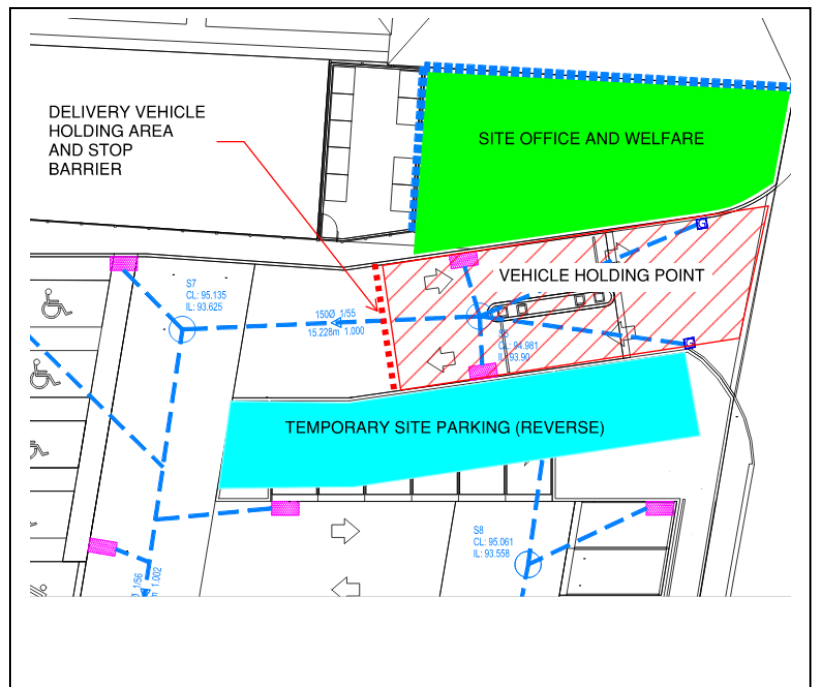 DELIVERY VEHICLE
HOLDING AREA
AND STOP
BARRIER
SITE OFFICE AND WELFARE
VEHICLE HOLDING POINT
S7
CL: 95.135
IL: 93.625
150Ø 1/55
15.228m 1.000
CL: 94.981
IL: 93.90
TEMPORARY SITE PARKING (REVERSE)
S8
CL: 95.061
IL: 93.558
1/56
1.002